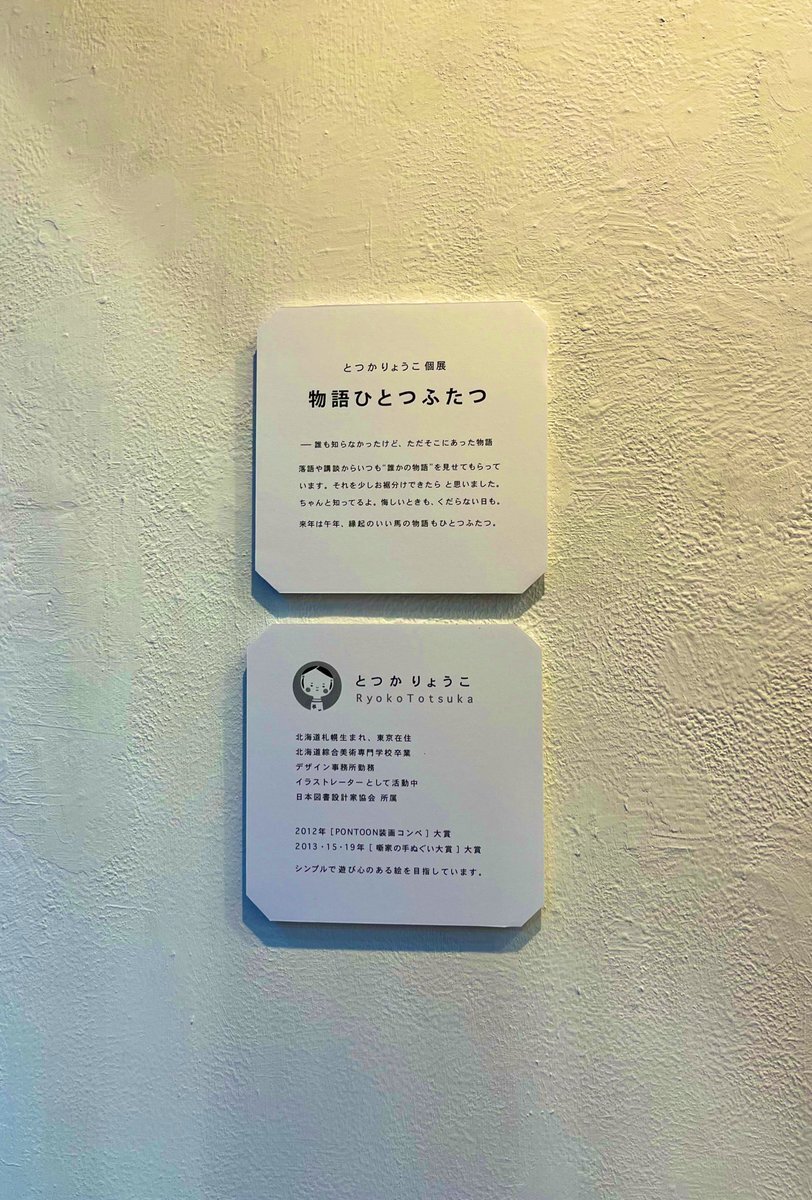 とつかりょうこ個展
物語ひとつふたつ
— 誰も知らなかったけど、ただそこにあった物語
落語や講談からいつも“誰かの物語”を見せてもらって
います。それを少しお裾分けできたら と思いました。
ちゃんと知ってるよ。悔しいときも、くだらない日も。
来年は午年、縁起のいい馬の物語もひとつふたつ。
とつか りょうこ
RyokoTotsuka
北海道札幌生まれ、東京在住
北海道綜合美術専門学校卒業
デザイン事務所勤務
イラストレーターとして活動中
日本図書設計家協会 所属
2012年［PONTOON装画コンペ］大賞
2013・15・19年［ 噺家の手ぬぐい大賞 ］大賞
シンプルで遊び心のある絵を目指しています。